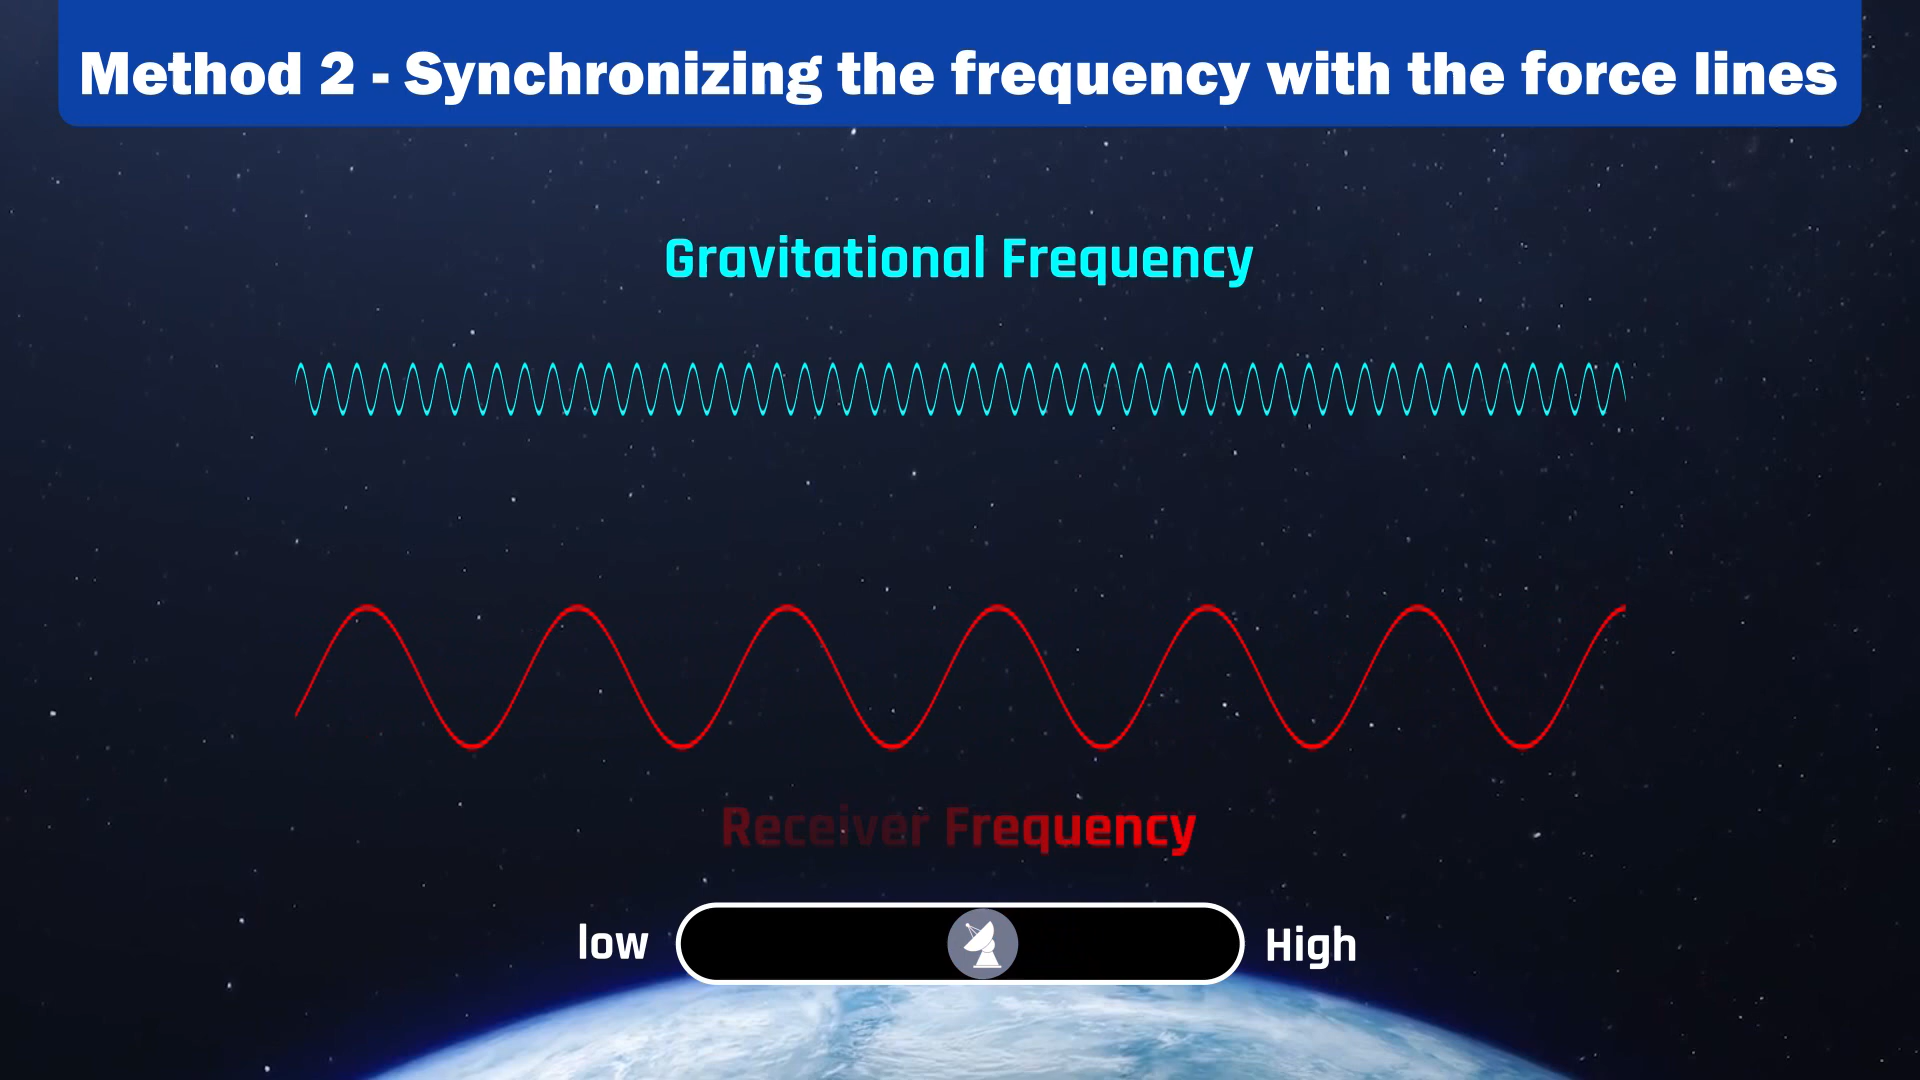 Method 2 - Synchronizing the frequency with the force lines
Gravitational Frequency
Receiver Frequency
low
High